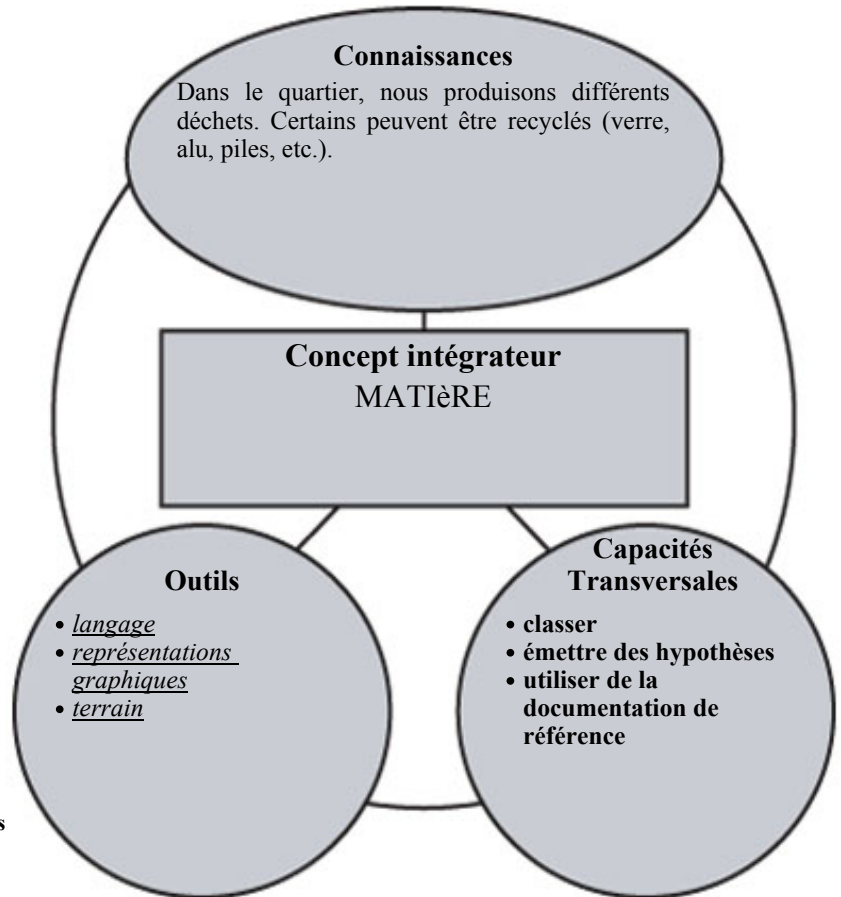 Connaissances
Dans le quartier, nous produisons différents
déchets. Certains peuvent être recyclés (verre,
alu, piles, etc.).
Concept intégrateur
MATIèRE
Outils
• langage
• représentations
graphiques
• terrain
Capacités
Transversales
• classer
• émettre des hypothèses
• utiliser de la
documentation de
référence
s